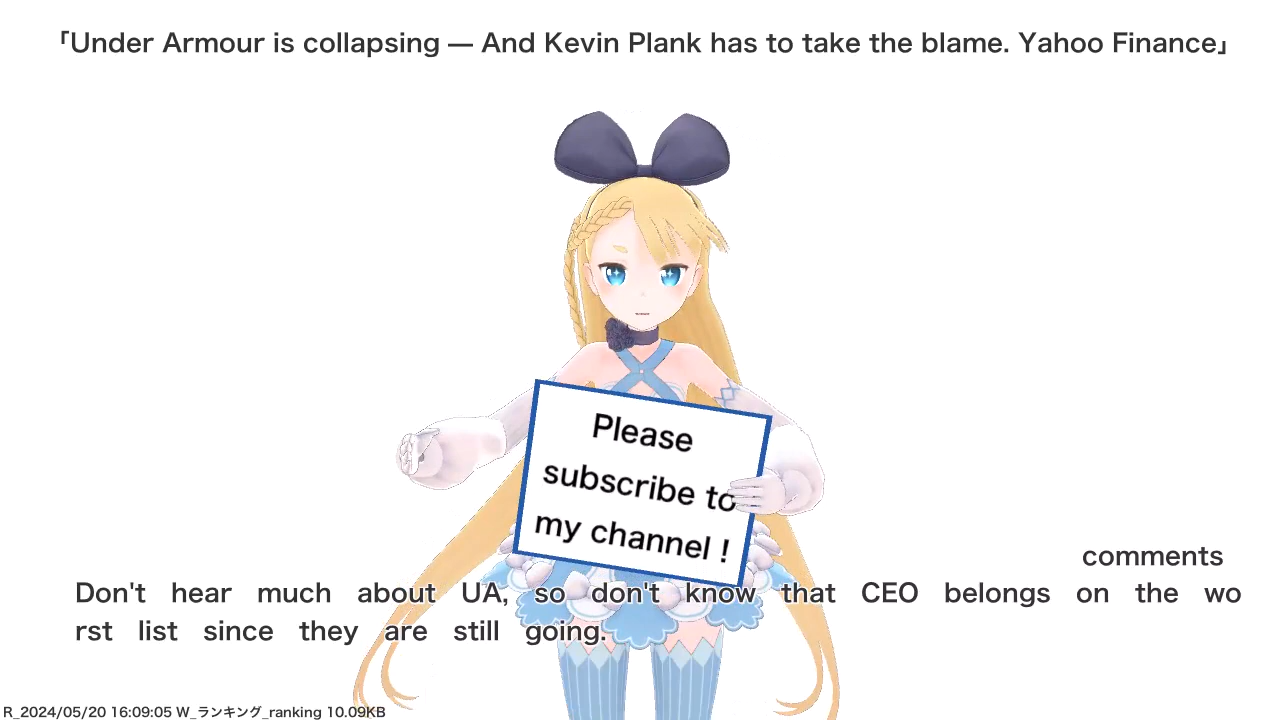 「Under Armour is collapsing — And Kevin Plank has to take the blame. Yahoo Finance」
Please
subscribe to
my channel !
comments
Don't hear much about UA, so don't know that CEO belongs on the wo
rst list since they are still going.
R_2024/05/20 16:09:05 W_ランキング_ranking 10.09KB